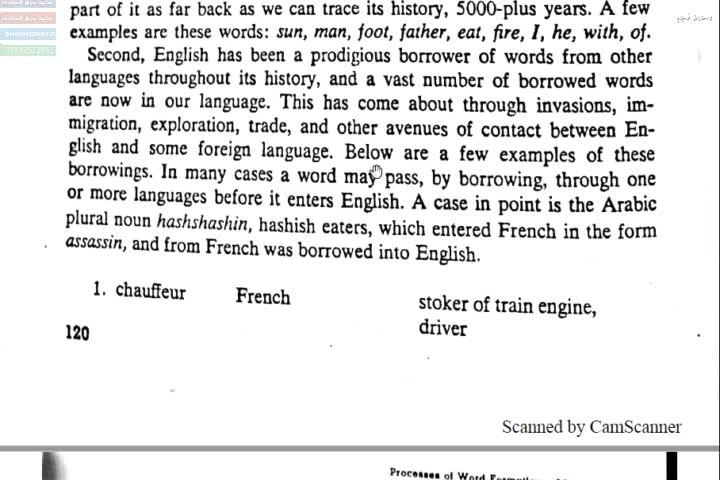 part of it as far back as we can trace its history, 5000-plus years. A few
examples are these words: sun, man, foot, father, eat, fire, I, he, with, of.
Second, English has been a prodigious borrower of words from other
languages throughout its history, and a vast number of borrowed words
are now in our language. This has come about through invasions, im-
migration, exploration, trade, and other avenues of contact between En-
glish and some foreign language. Below are a few examples of these
borrowings. In many cases a word may pass, by borrowing, through one
or more languages before it enters English. A case in point is the Arabic
plural noun hashshashin, hashish eaters, which entered French in the form
assassin, and from French was borrowed into English.
1. chauffeur French stoker of train engine,
driver
120
Scanned by CamScanner
Processes of Word